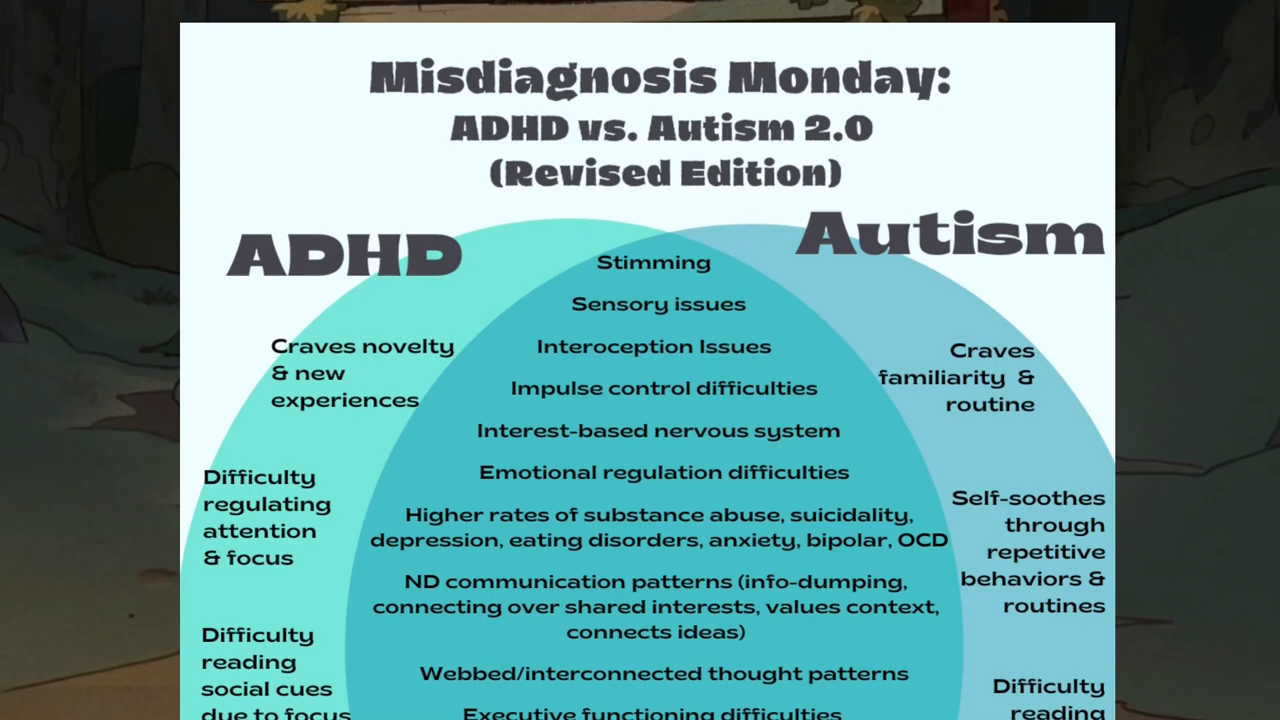 Misdiagnosis Monday:
ADHD vs. Autism 2.0
(Revised Edition)
ADHD
Autism
Stimming
Sensory issues
Interoception Issues
Impulse control difficulties
Interest-based nervous system
Emotional regulation difficulties
Higher rates of substance abuse, suicidality,
depression, eating disorders, anxiety, bipolar, OCD
ND communication patterns (info-dumping,
connecting over shared interests, values context,
connects ideas)
Webbed/interconnected thought patterns
Executive functioning difficulties
Craves novelty
& new
experiences
Difficulty
regulating
attention
& focus
Difficulty
reading
social cues
due to focus
Craves
familiarity &
routine
Self-soothes
through
repetitive
behaviors &
routines
Difficulty
reading